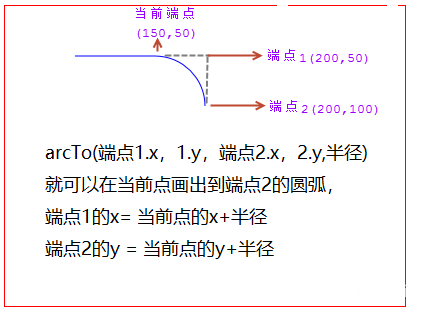 当前端点
(150,50)
端点1(200,50)
端点2(200,100)
arcTo(端点1.x，1.y，端点2.x，2.y,半径)
就可以在当前点画出到端点2的圆弧，
端点1的x= 当前点的x+半径
端点2的y = 当前点的y+半径